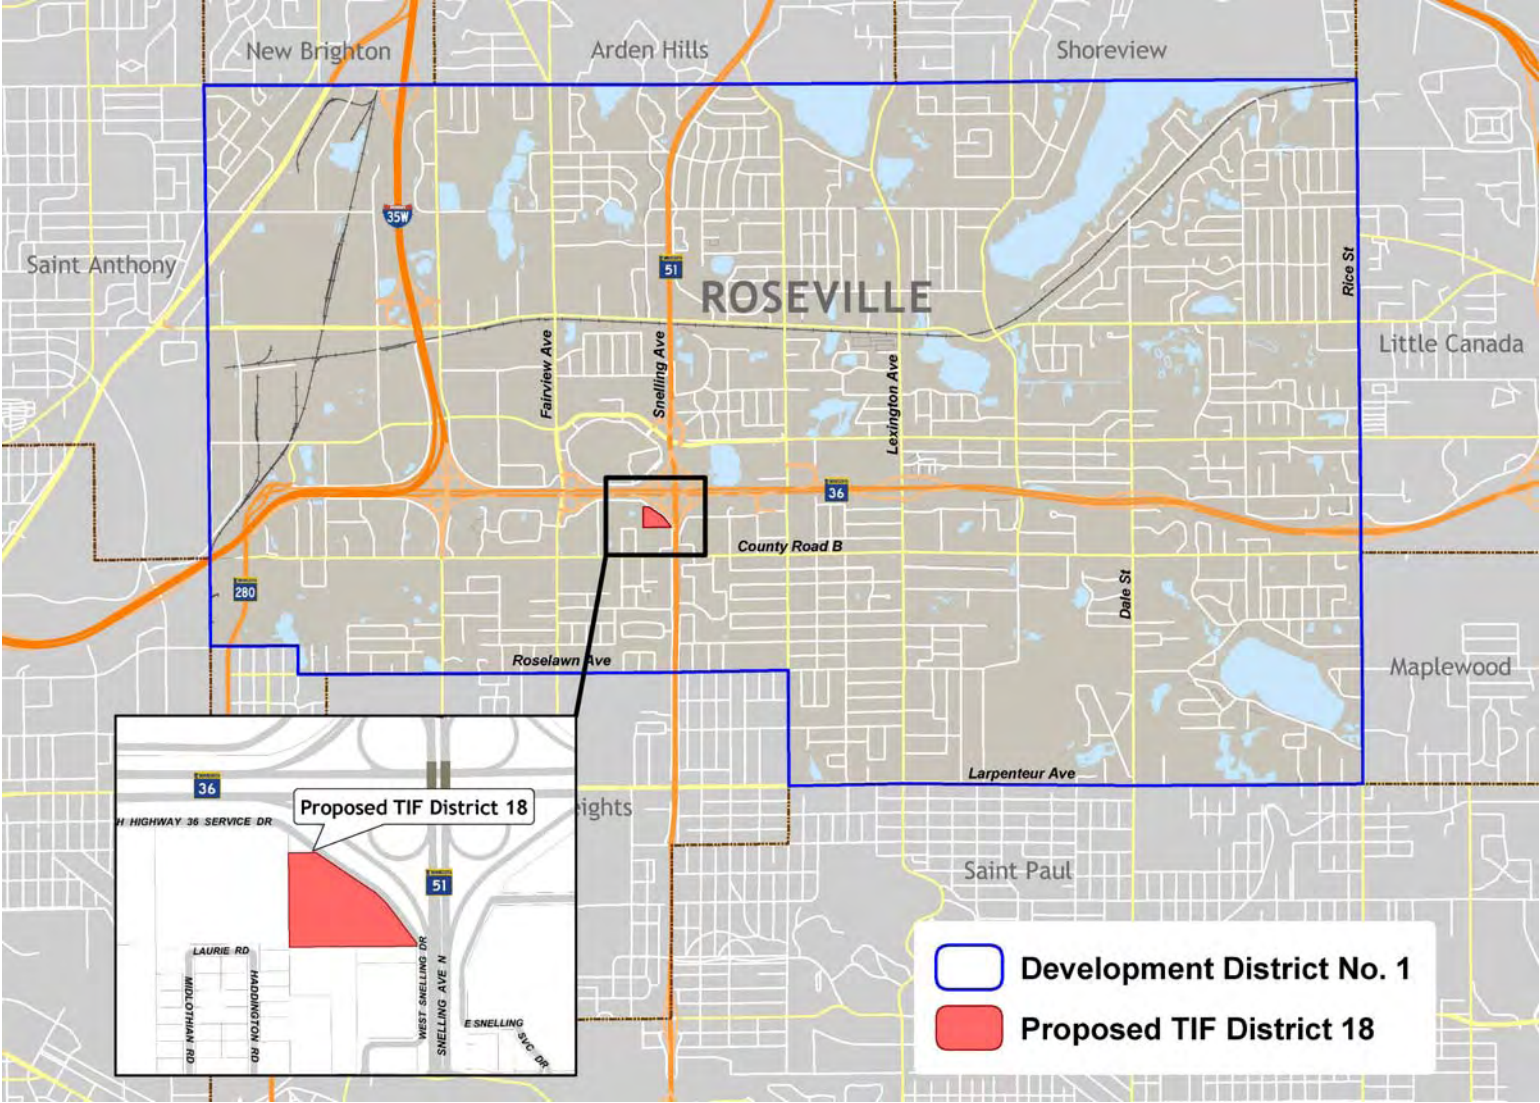 New Brighton
Arden Hills
Shoreview
35W
Saint Anthony
51
ROSEVILLE
Rice St
Little Canada
Fairview Ave
Snelling Ave
Lexington Ave
36
County Road B
280
Dale St
Roselawn Ave
Maplewood
Larpenteur Ave
36
Proposed TIF District 18
eights
H HIGHWAY 36 SERVICE DR
51
Saint Paul
LAURIE RD
MIDLOTHIAN RD
HADDINGTON RD
WEST SNELLING DR
SNELLING AVE N
E SNELLING
SVC DR
Development District No. 1
Proposed TIF District 18